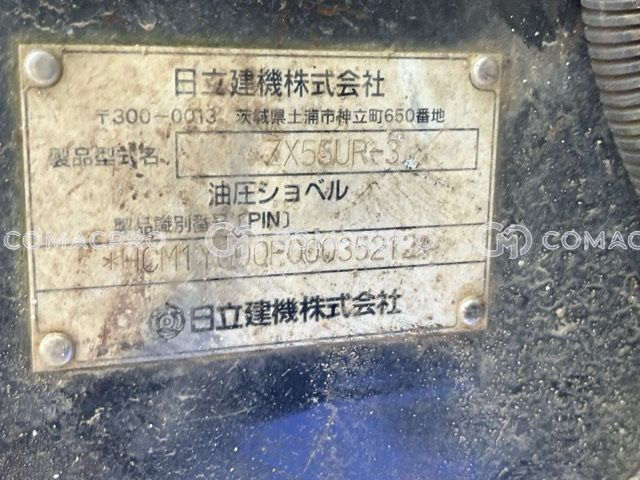 日立建機株式会社
〒300-0013 茨城県土浦市神立町650番地
製品型式名 ZX55UR-3
油圧ショベル
製品識別番号〔PIN〕
COMACPRO COMACPRO COMACPRO
日立建機株式会社